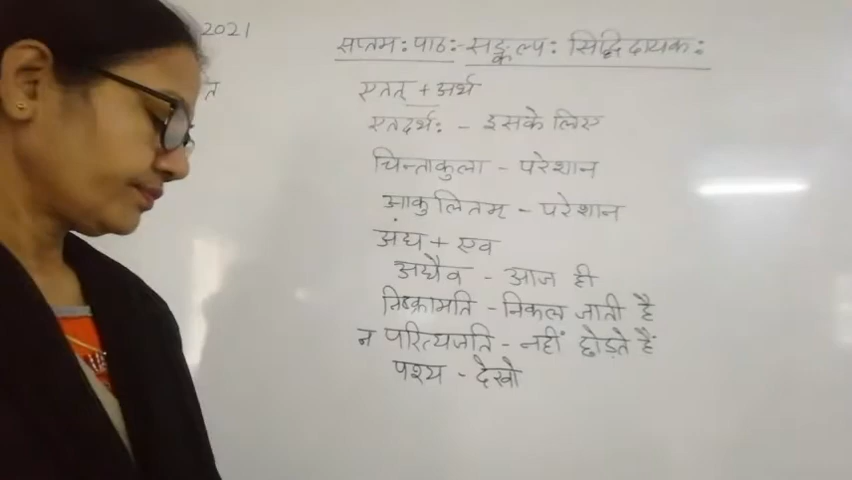 2021
सप्तमः पाठः - सङ्कल्पः सिद्धिदायकः
त
एतत् + अर्थ
एतदर्थः - इसके लिए
चिन्ताकुला - परेशान
आकुलितम् - परेशान
अद्य + एव
अद्यैव - आज ही
निष्क्रामति - निकल जाती है
न परित्यजति - नहीं छोड़ते हैं
पश्य - देखो